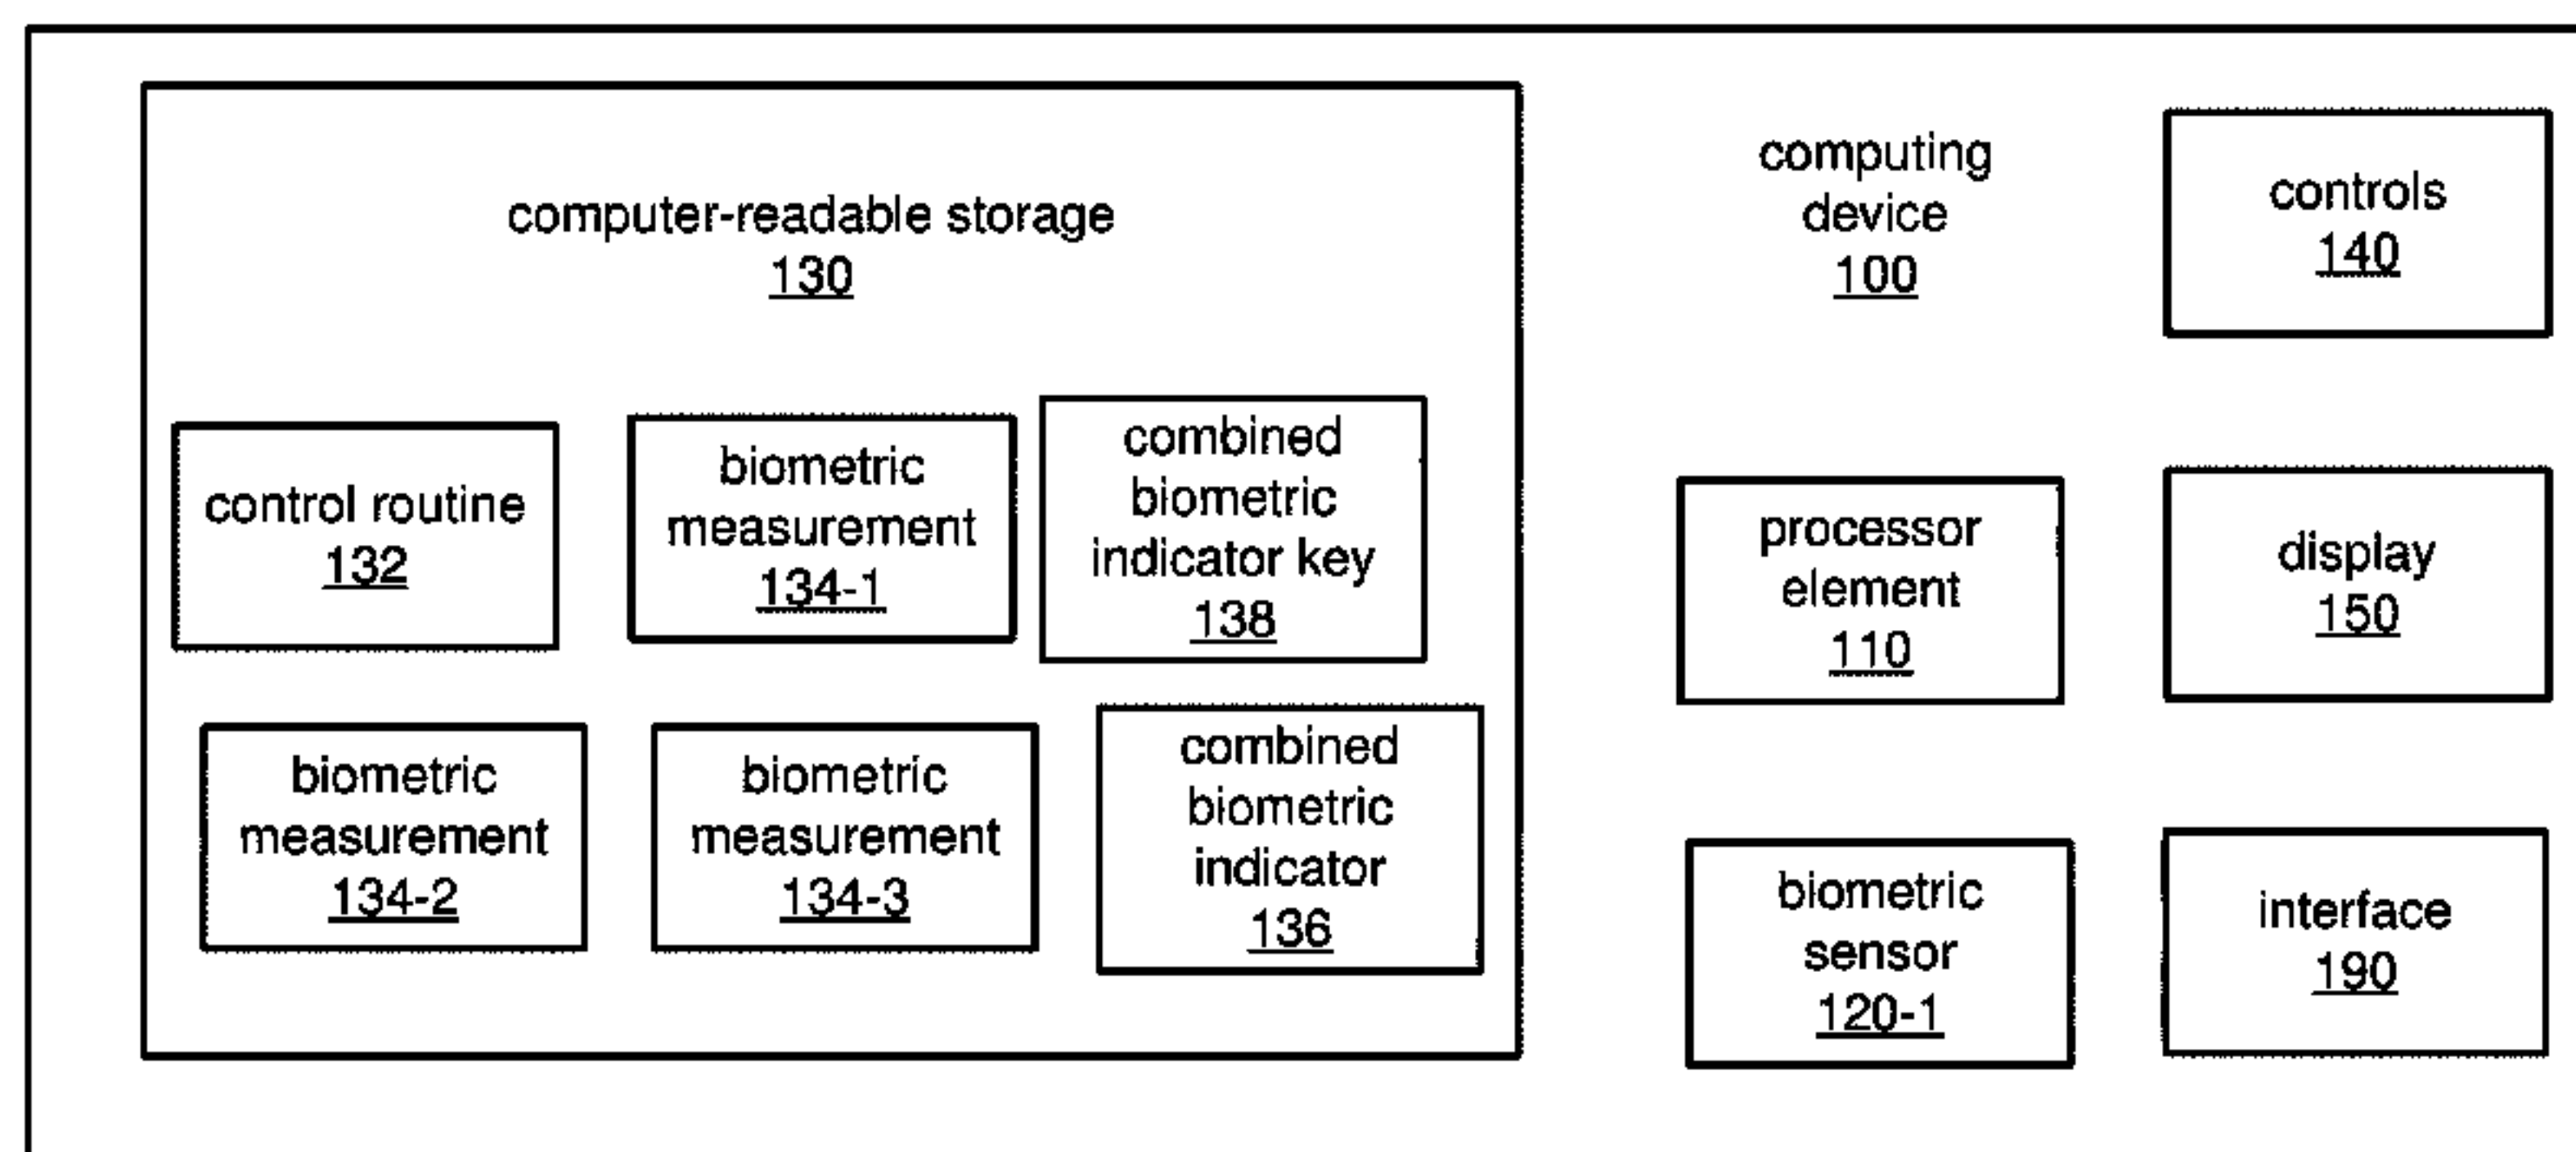 computer-readable storage
130
control routine
132
biometric
measurement
134-1
combined
biometric
indicator key
138
biometric
measurement
134-2
biometric
measurement
134-3
combined
biometric
indicator
136
computing
device
100
controls
140
processor
element
110
display
150
biometric
sensor
120-1
interface
190